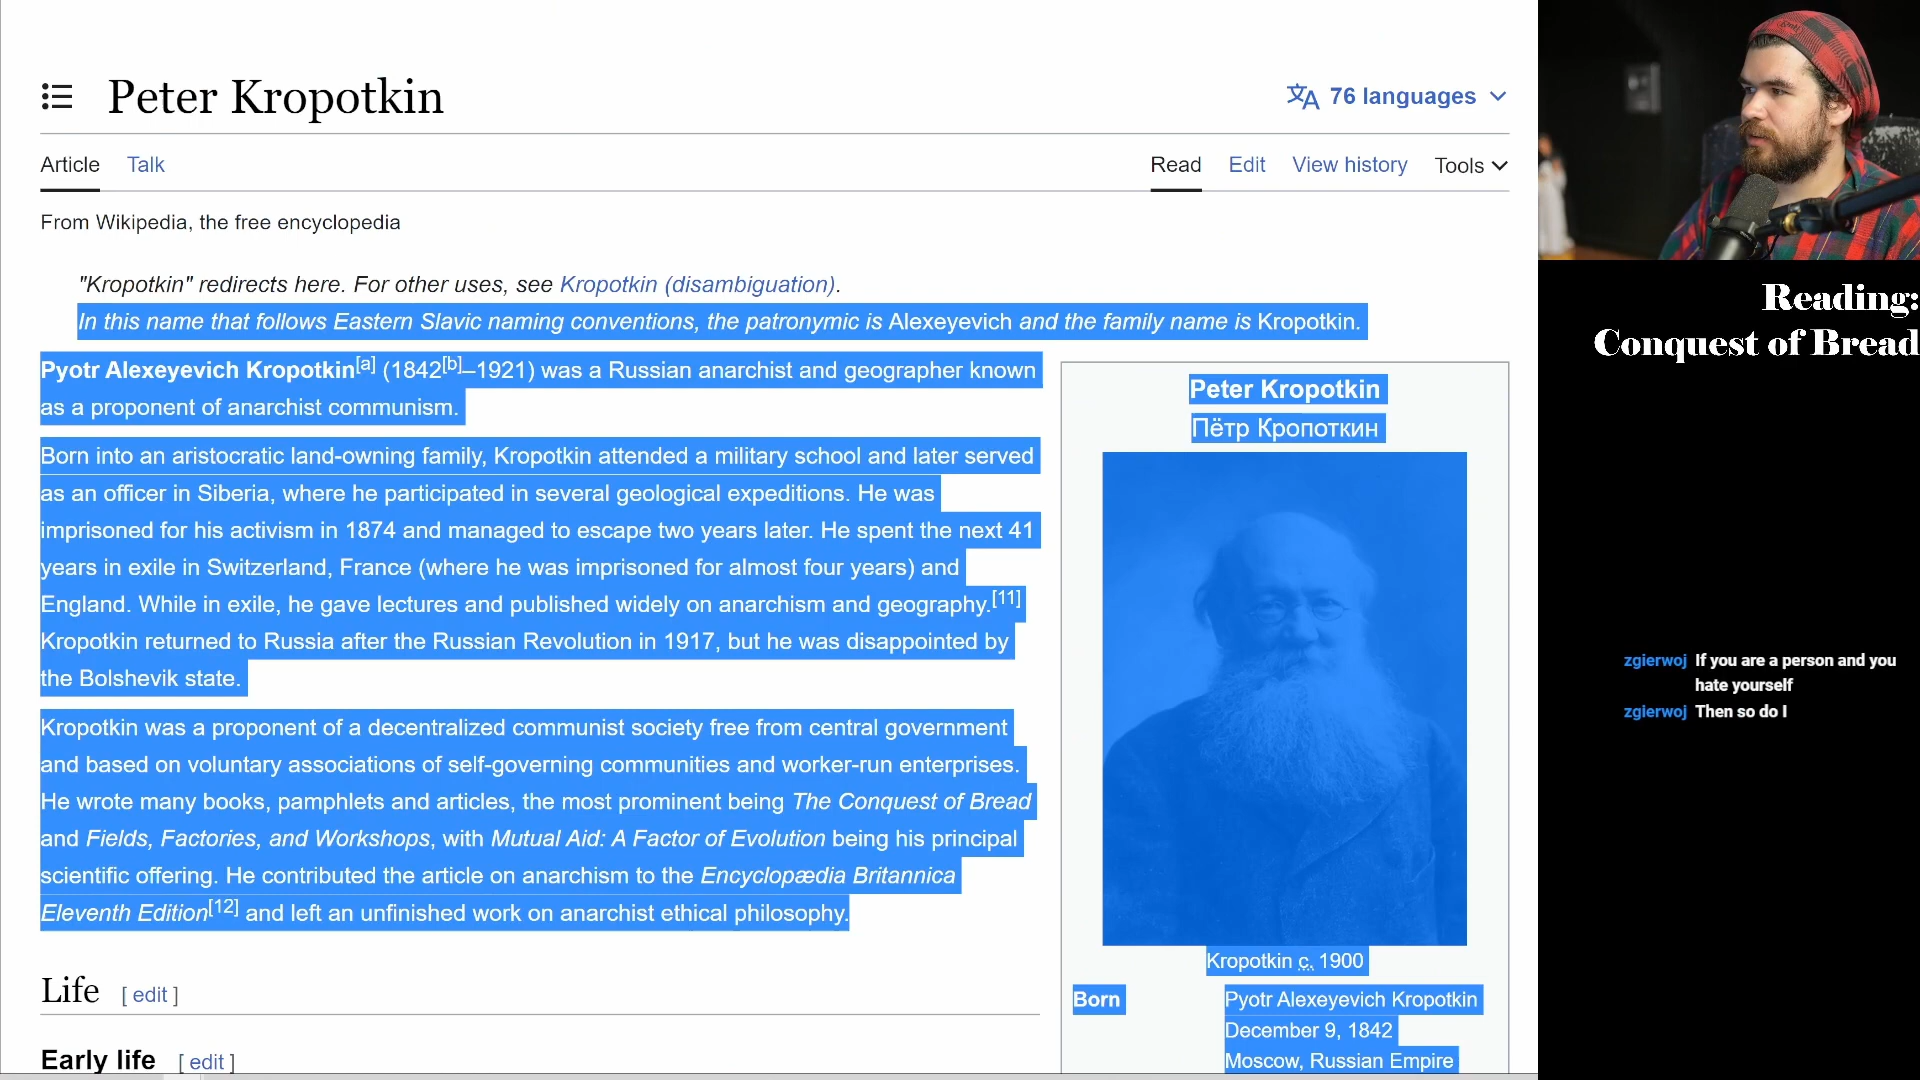 Peter Kropotkin
76 languages
Article Talk
Read Edit View history Tools
From Wikipedia, the free encyclopedia
"Kropotkin" redirects here. For other uses, see Kropotkin (disambiguation).
In this name that follows Eastern Slavic naming conventions, the patronymic is Alexeyevich and the family name is Kropotkin.
Pyotr Alexeyevich Kropotkin[a] (1842[b]–1921) was a Russian anarchist and geographer known
as a proponent of anarchist communism.
Born into an aristocratic land-owning family, Kropotkin attended a military school and later served
as an officer in Siberia, where he participated in several geological expeditions. He was
imprisoned for his activism in 1874 and managed to escape two years later. He spent the next 41
years in exile in Switzerland, France (where he was imprisoned for almost four years) and
England. While in exile, he gave lectures and published widely on anarchism and geography.[11]
Kropotkin returned to Russia after the Russian Revolution in 1917, but he was disappointed by
the Bolshevik state.
Kropotkin was a proponent of a decentralized communist society free from central government
and based on voluntary associations of self-governing communities and worker-run enterprises.
He wrote many books, pamphlets and articles, the most prominent being The Conquest of Bread
and Fields, Factories, and Workshops, with Mutual Aid: A Factor of Evolution being his principal
scientific offering. He contributed the article on anarchism to the Encyclopædia Britannica
Eleventh Edition[12] and left an unfinished work on anarchist ethical philosophy.
Life [ edit ]
Early life [ edit ]
Peter Kropotkin
Пётр Кропоткин
Kropotkin c. 1900
Born Pyotr Alexeyevich Kropotkin
December 9, 1842
Moscow, Russian Empire
Reading:
Conquest of Bread
zgierwoj If you are a person and you
hate yourself
zgierwoj Then so do I